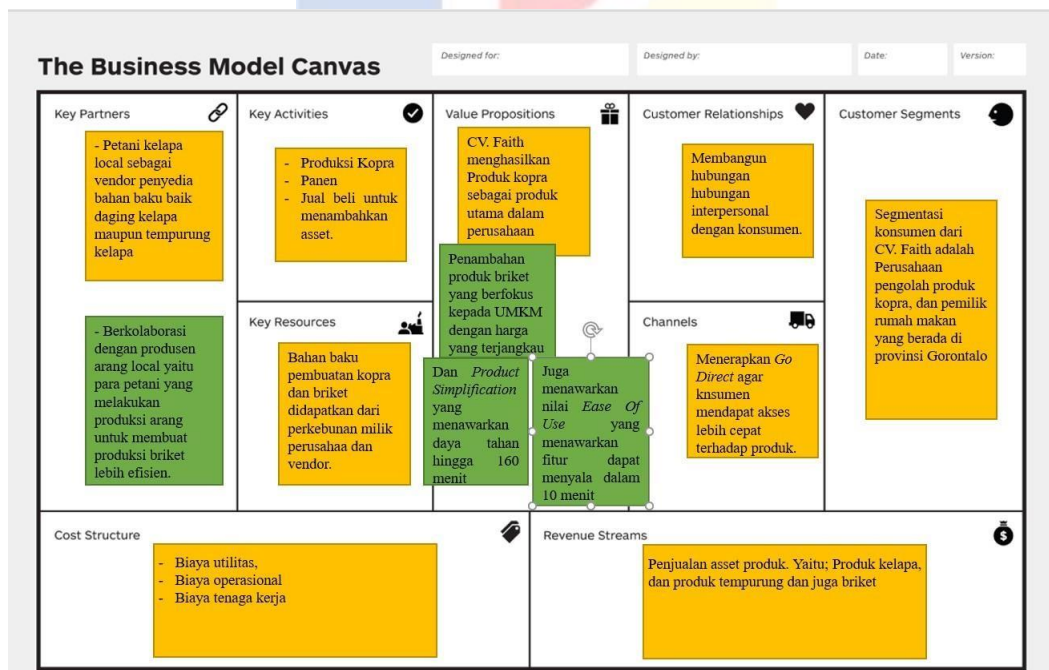 The Business Model Canvas
Designed for:
Designed by:
Date:
Version:
Key Partners
- Petani kelapa
local sebagai
vendor penyedia
bahan baku baik
daging kelapa
maupun tempurung
kelapa
- Berkolaborasi
dengan produsen
arang local yaitu
para petani yang
melakukan
produksi arang
untuk membuat
produksi briket
lebih efisien.
Key Activities
- Produksi Kopra
- Panen
- Jual beli untuk
menambahkan
asset.
Key Resources
Bahan baku
pembuatan kopra
dan briket
didapatkan dari
perkebunan milik
perusahaa dan
vendor.
Value Propositions
CV. Faith
menghasilkan
Produk kopra
sebagai produk
utama dalam
perusahaan
Penambahan
produk briket
yang berfokus
kepada UMKM
dengan harga
yang terjangkau
Dan Product
Simplification
yang
menawarkan
daya tahan
hingga 160
menit
Juga
menawarkan
nilai Ease Of
Use yang
menawarkan
fitur dapat
menyala dalam
10 menit
Customer Relationships
Membangun
hubungan
hubungan
interpersonal
dengan konsumen.
Channels
Menerapkan Go
Direct agar
knsumen
mendapat akses
lebih cepat
terhadap produk.
Customer Segments
Segmentasi
konsumen dari
CV. Faith adalah
Perusahaan
pengolah produk
kopra, dan pemilik
rumah makan
yang berada di
provinsi Gorontalo
Cost Structure
- Biaya utilitas,
- Biaya operasional
- Biaya tenaga kerja
Revenue Streams
Penjualan asset produk. Yaitu; Produk kelapa,
dan produk tempurung dan juga briket